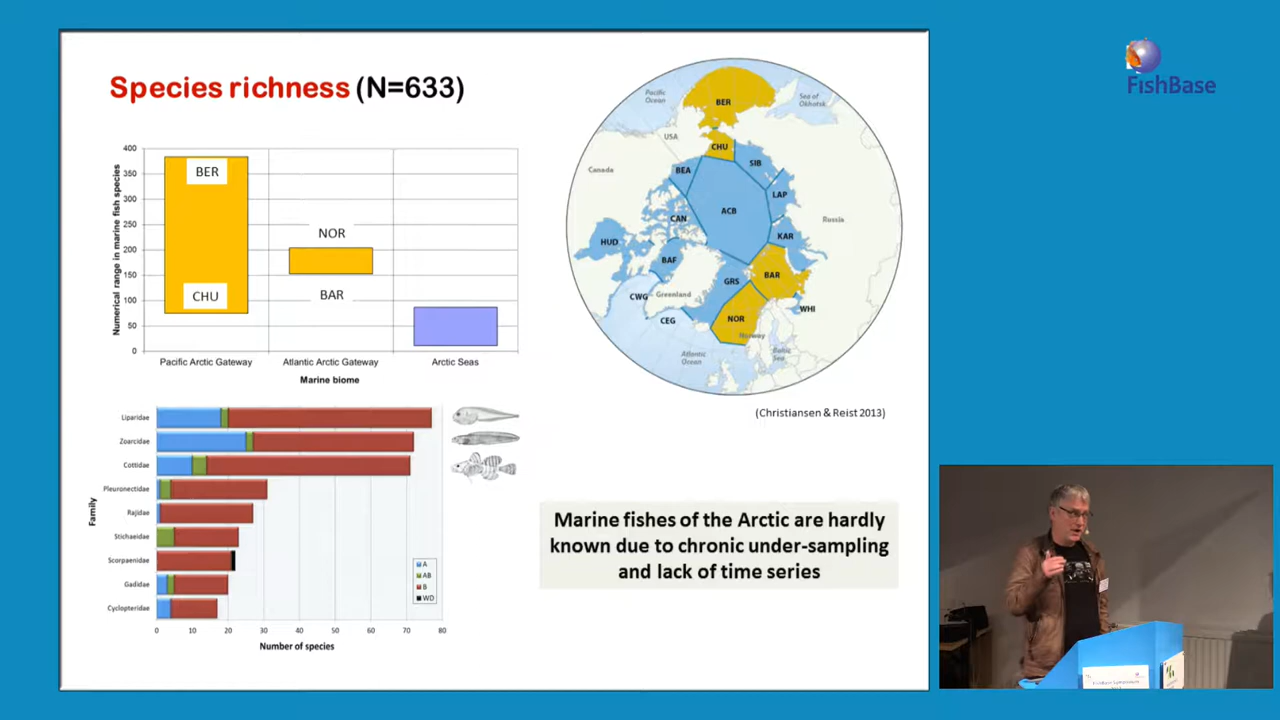 Species richness (N=633)
FishBase
Numerical range in marine fish species
400
350
300
250
200
150
100
50
0
BER
CHU
NOR
BAR
Pacific Arctic Gateway
Atlantic Arctic Gateway
Arctic Seas
Marine biome
Pacific
Ocean
BER
Sea of
Okhotsk
USA
CHU
SIB
BEA
Canada
LAP
ACB
CAN
Russia
KAR
HUD
BAF
BAR
GRS
CWG
Greenland
WHI
CEG
NOR
Norway
Atlantic
Ocean
Baltic
Sea
(Christiansen & Reist 2013)
Family
Liparidae
Zoarcidae
Cottidae
Pleuronectidae
Rajidae
Stichaeidae
Scorpaenidae
Gadidae
Cyclopteridae
A
AB
B
WD
0
10
20
30
40
50
60
70
80
Number of species
Marine fishes of the Arctic are hardly
known due to chronic under-sampling
and lack of time series